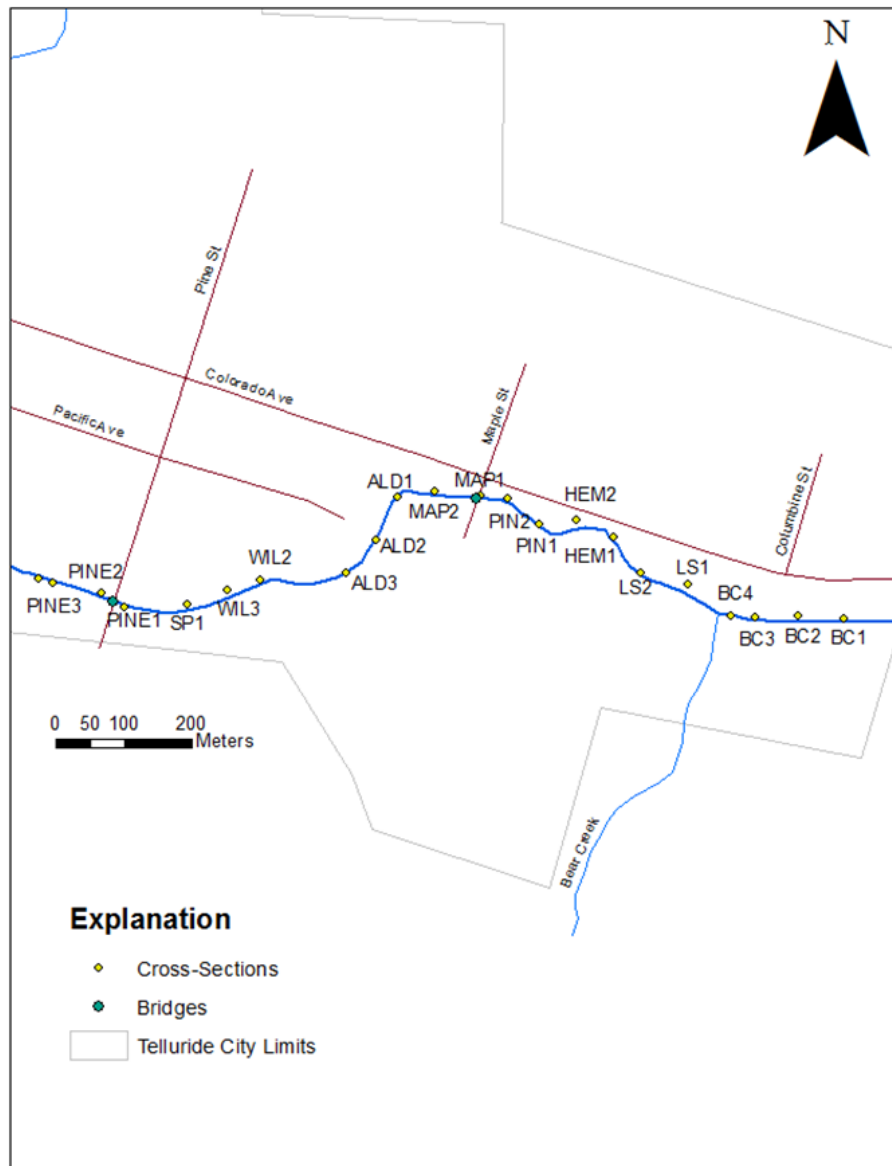 N
Pine St
Colorado Ave
Pacific Ave
Maple St
Columbine St
ALD1
MAP1
MAP2
PIN2
HEM2
PIN1
HEM1
ALD2
WIL2
ALD3
LS2
LS1
PINE2
PINE3
PINE1
SP1
WIL3
BC4
BC3
BC2
BC1
0 50 100 200
Meters
Bear Creek
Explanation
Cross-Sections
Bridges
Telluride City Limits